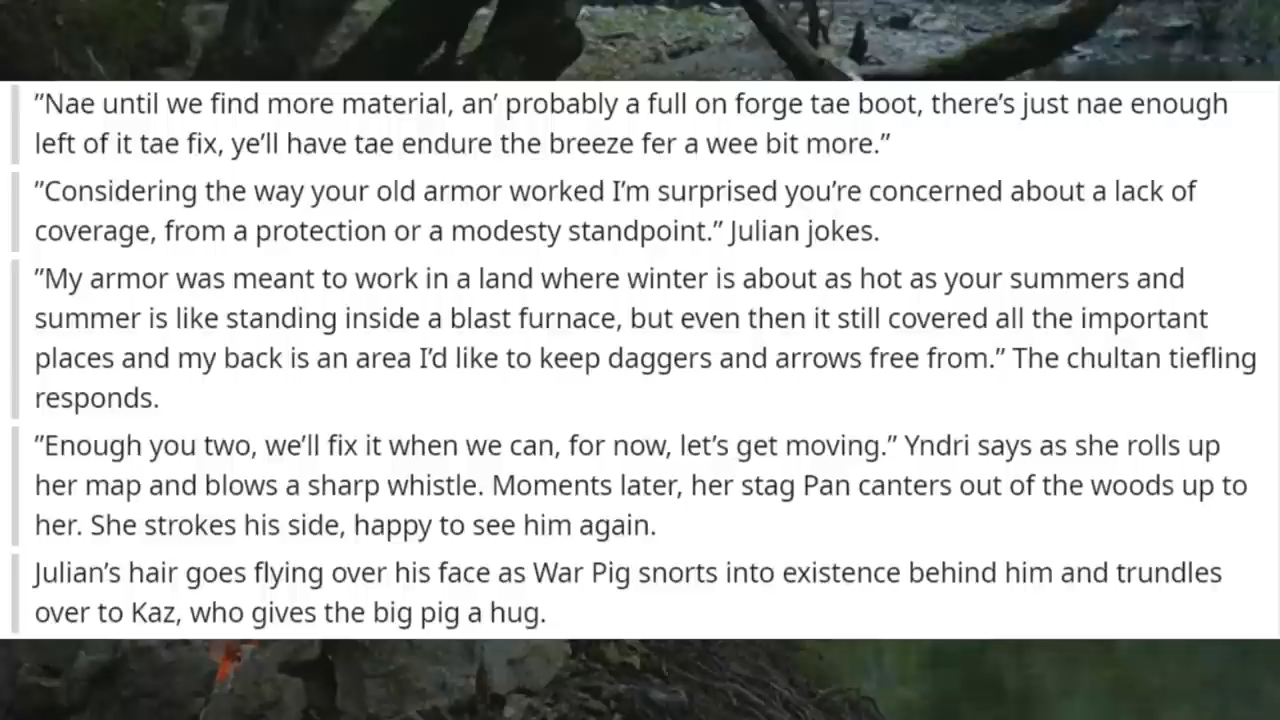 ”Nae until we find more material, an’ probably a full on forge tae boot, there’s just nae enough
left of it tae fix, ye’ll have tae endure the breeze fer a wee bit more.”
”Considering the way your old armor worked I’m surprised you’re concerned about a lack of
coverage, from a protection or a modesty standpoint.” Julian jokes.
”My armor was meant to work in a land where winter is about as hot as your summers and
summer is like standing inside a blast furnace, but even then it still covered all the important
places and my back is an area I’d like to keep daggers and arrows free from.” The chultan tiefling
responds.
”Enough you two, we’ll fix it when we can, for now, let’s get moving.” Yndri says as she rolls up
her map and blows a sharp whistle. Moments later, her stag Pan canters out of the woods up to
her. She strokes his side, happy to see him again.
Julian’s hair goes flying over his face as War Pig snorts into existence behind him and trundles
over to Kaz, who gives the big pig a hug.